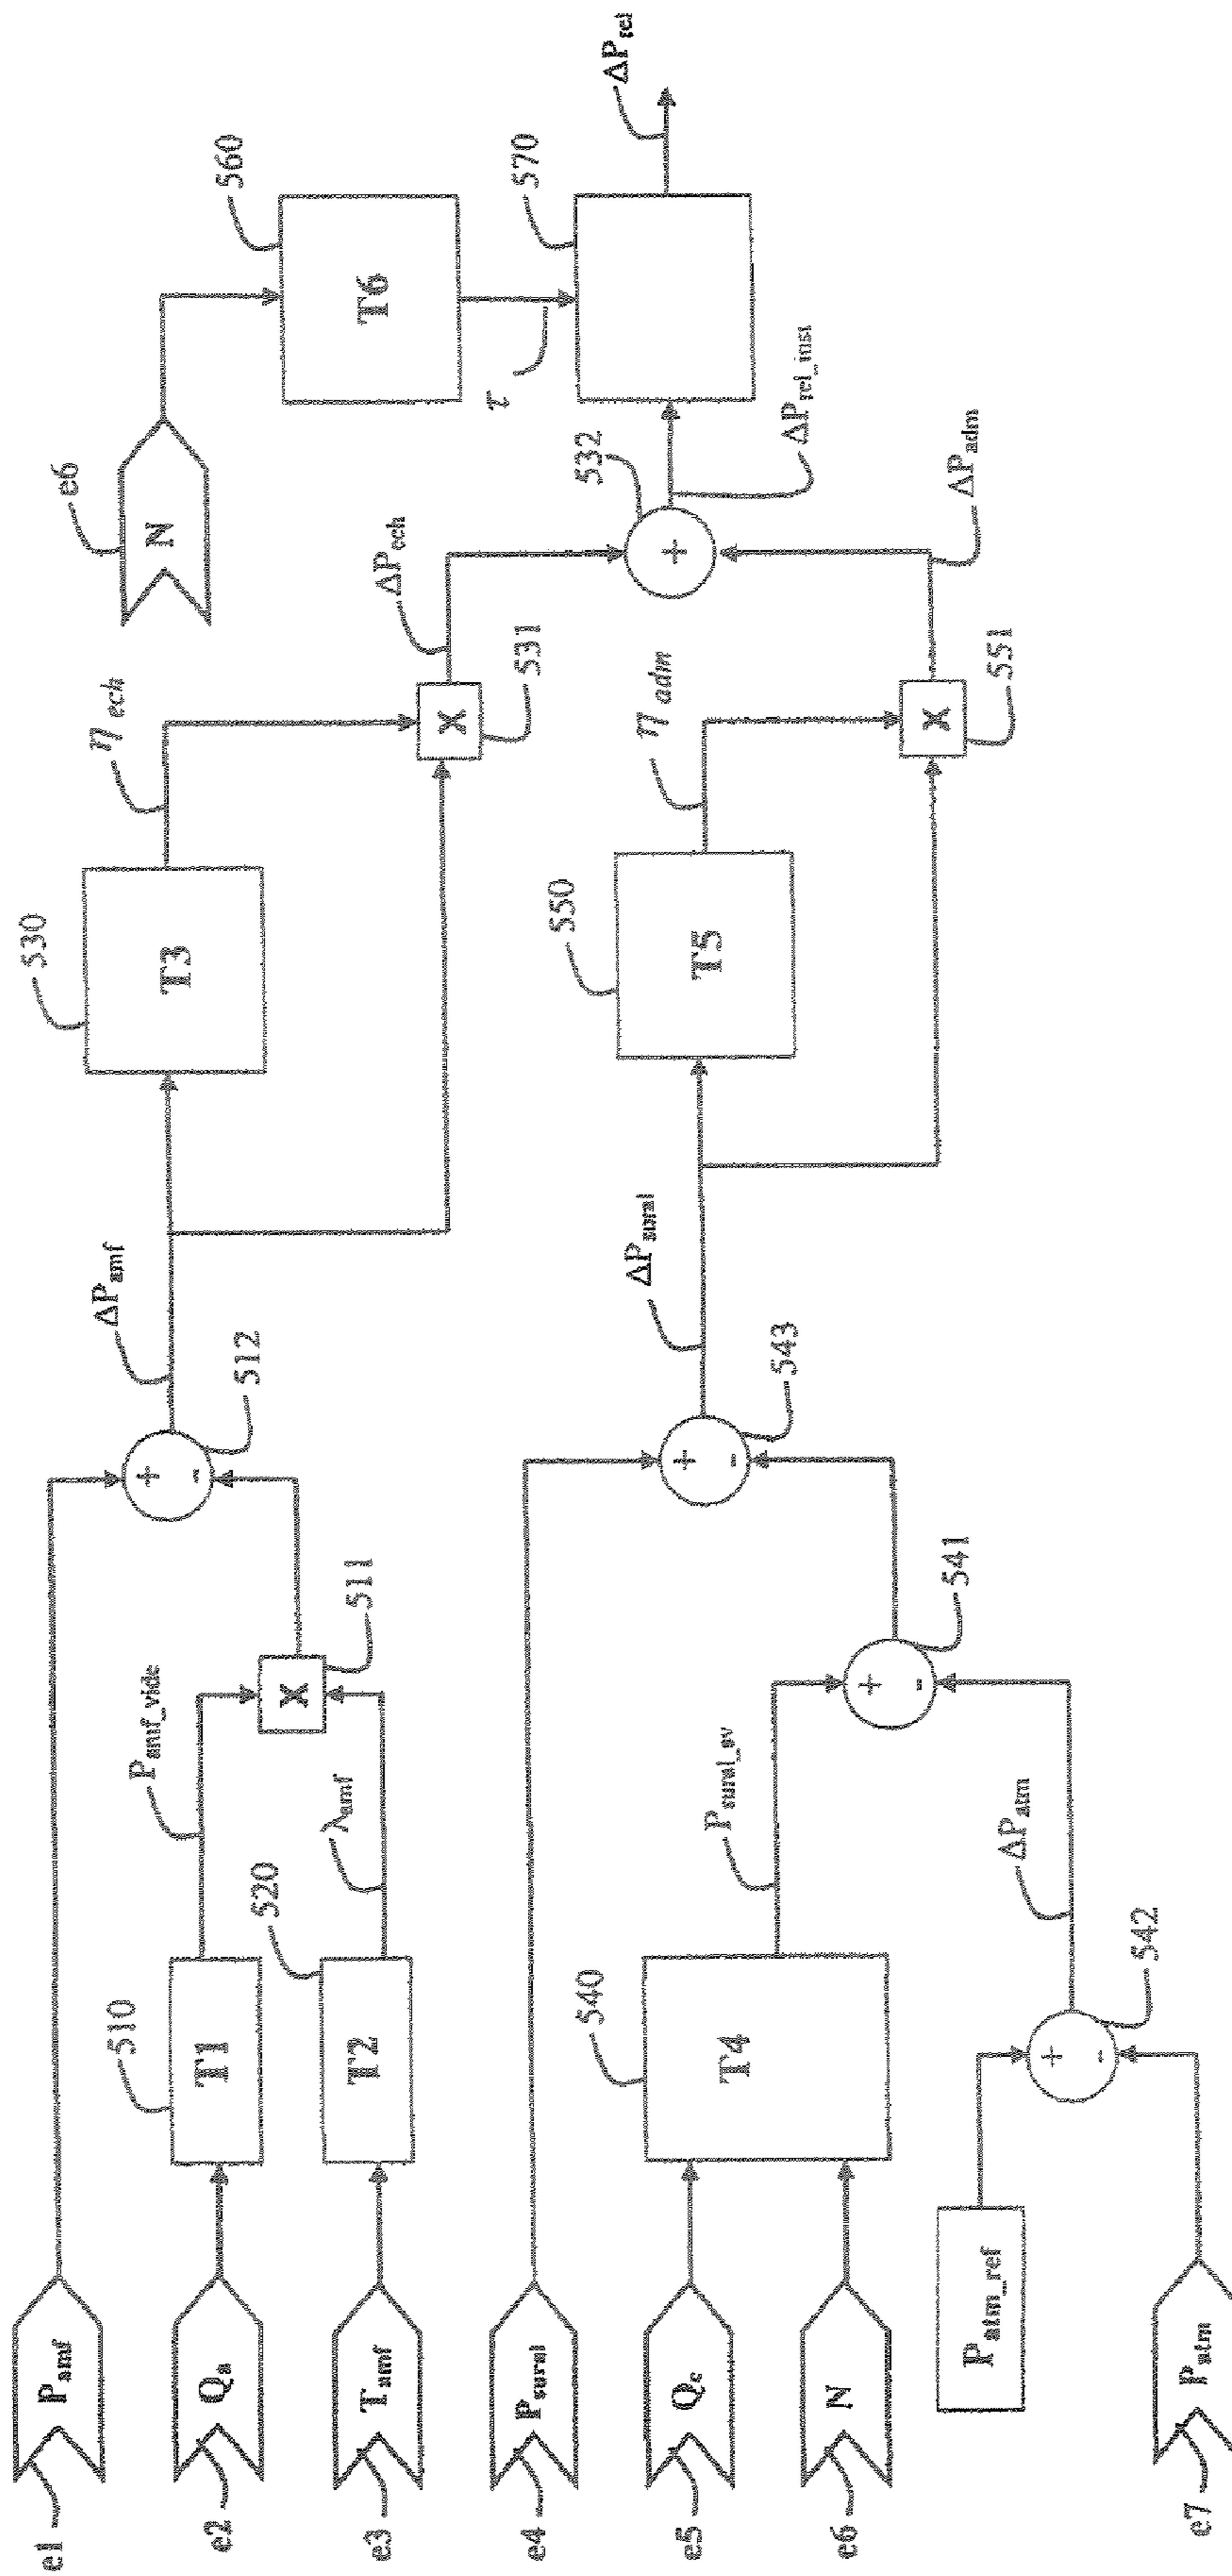 e1
P_amf
e2
Q_a
510
T1
P_amf_vide
e3
T_amf
520
T2
λ_amf
X
511
+
-
512
ΔP_amf
530
T3
η_ech
X
531
ΔP_ech
e6
N
560
T6
τ
570
ΔP_rel
532
+
ΔP_rel_inst
e4
P_sural
e5
Q_c
e6
N
540
T4
P_sural_pv
+
-
541
+
-
543
ΔP_sural
550
T5
η_adm
X
551
ΔP_adm
P_atm_ref
e7
P_atm
+
-
542
ΔP_atm